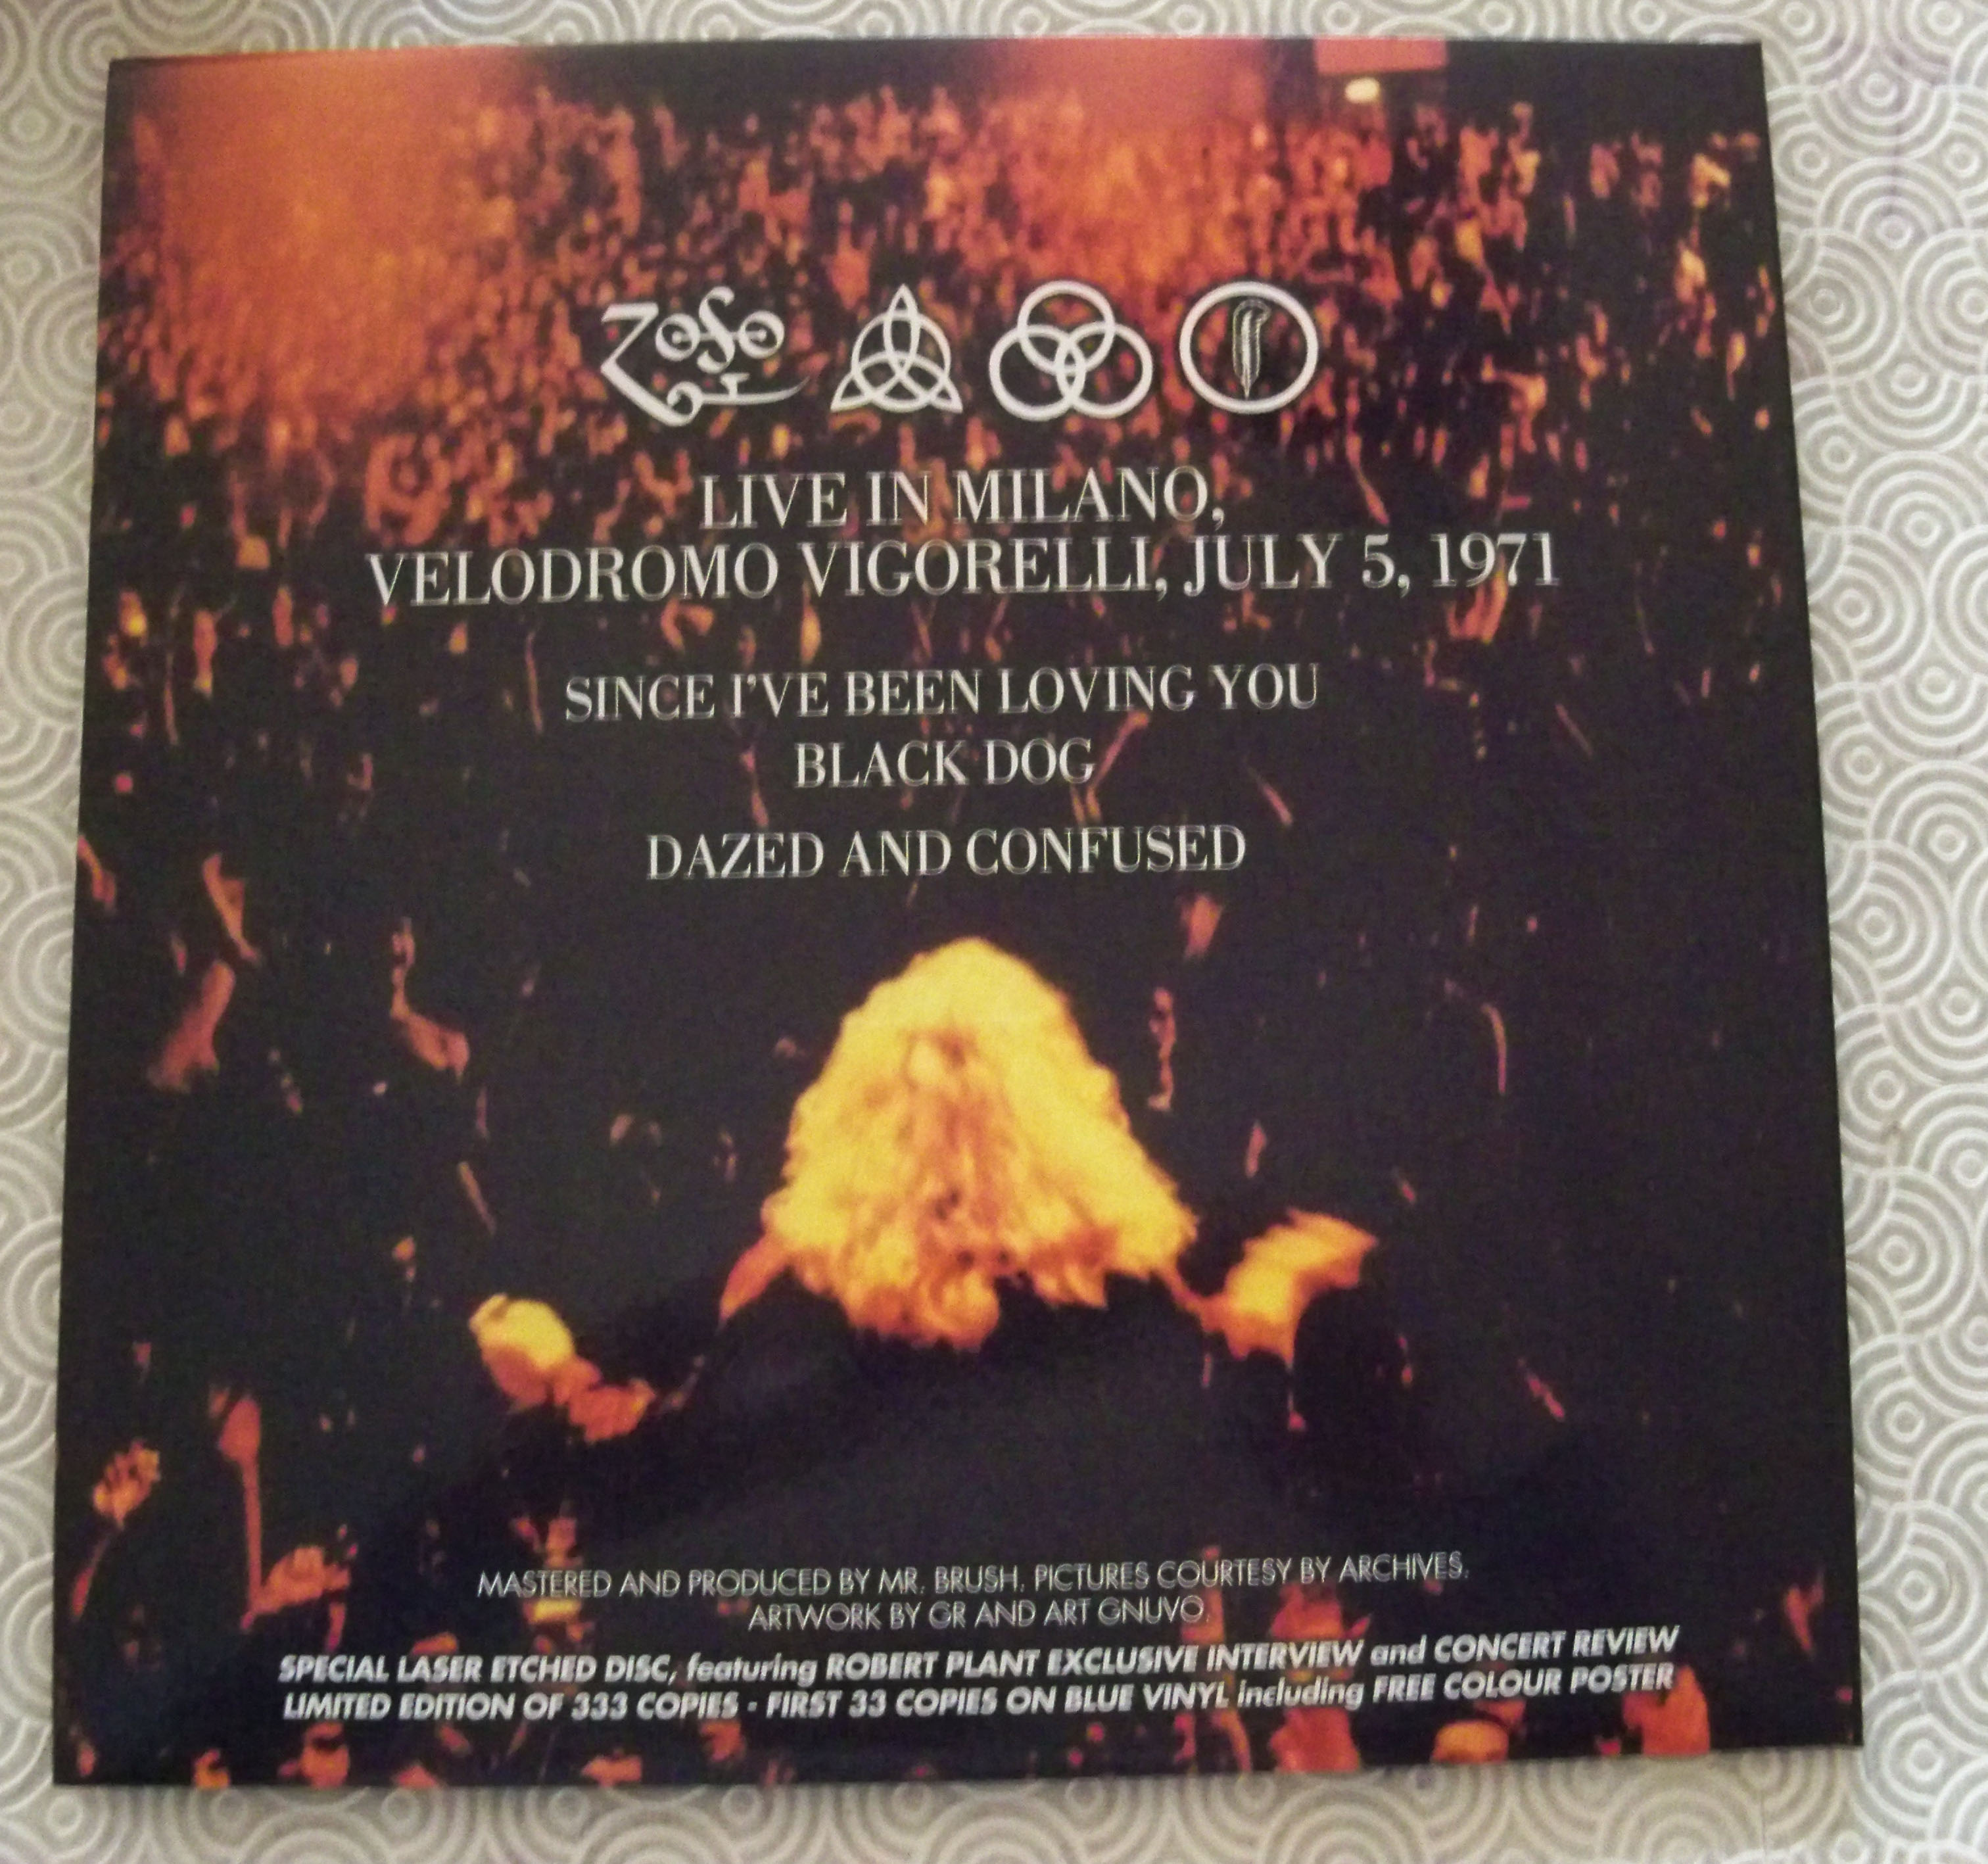 ZoSo
LIVE IN MILANO,
VELODROMO VIGORELLI, JULY 5, 1971
SINCE I'VE BEEN LOVING YOU
BLACK DOG
DAZED AND CONFUSED
MASTERED AND PRODUCED BY MR. BRUSH. PICTURES COURTESY BY ARCHIVES.
ARTWORK BY GR AND ART GNUVO.
SPECIAL LASER ETCHED DISC, featuring ROBERT PLANT EXCLUSIVE INTERVIEW and CONCERT REVIEW
LIMITED EDITION OF 333 COPIES - FIRST 33 COPIES ON BLUE VINYL including FREE COLOUR POSTER